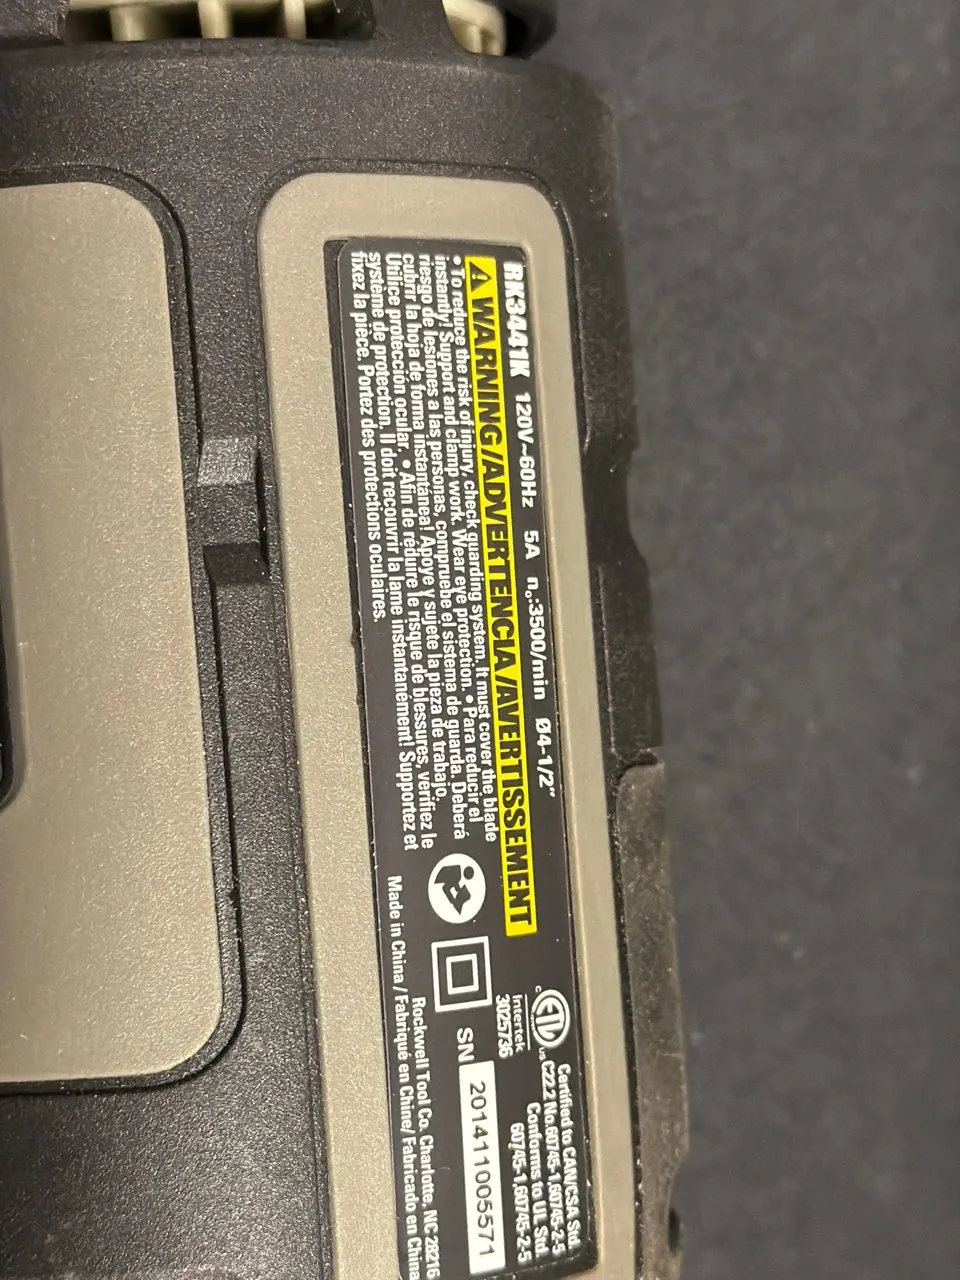 RK3441K 120V~60Hz 5A n₀:3500/min Ø4-1/2"
WARNING/ADVERTENCIA/AVERTISSEMENT
• To reduce the risk of injury, check guarding system. It must cover the blade
instantly! Support and clamp work. Wear eye protection. • Para reducir el
riesgo de lesiones a las personas, compruebe el sistema de guarda. Deberá
cubrir la hoja de forma instantánea! Apoye y sujete la pieza de trabajo.
Utilice protección ocular. • Afin de réduire le risque de blessures, vérifiez le
système de protection. Il doit recouvrir la lame instantanément! Supportez et
fixez la pièce. Portez des protections oculaires.
c ETL us
Intertek
3025736
Certified to CAN/CSA Std.
C22.2 No.60745-1,60745-2-5
Conforms to UL Std.
60745-1,60745-2-5
SN 201411005571
Rockwell Tool Co. Charlotte, NC 28216
Made in China / Fabriqué en Chine/ Fabricado en China